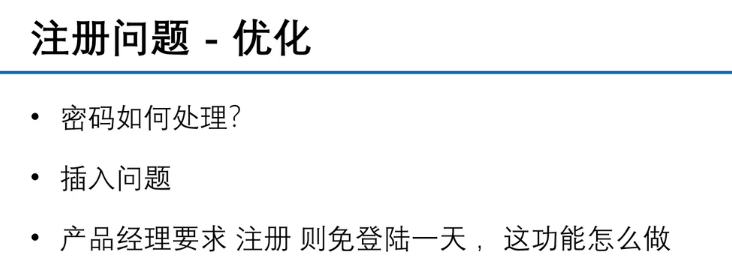 注册问题 - 优化
• 密码如何处理?
• 插入问题
• 产品经理要求 注册 则免登陆一天 ，这功能怎么做